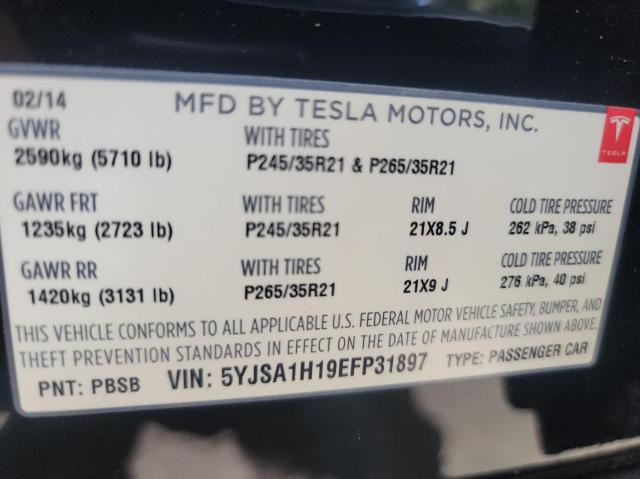 02/14 MFD BY TESLA MOTORS, INC.
GVWR WITH TIRES
2590kg (5710 lb) P245/35R21 & P265/35R21
TESLA
GAWR FRT WITH TIRES RIM COLD TIRE PRESSURE
1235kg (2723 lb) P245/35R21 21X8.5 J 262 kPa, 38 psi
GAWR RR WITH TIRES RIM COLD TIRE PRESSURE
1420kg (3131 lb) P265/35R21 21X9 J 276 kPa, 40 psi
THIS VEHICLE CONFORMS TO ALL APPLICABLE U.S. FEDERAL MOTOR VEHICLE SAFETY, BUMPER, AND
THEFT PREVENTION STANDARDS IN EFFECT ON THE DATE OF MANUFACTURE SHOWN ABOVE.
PNT: PBSB VIN: 5YJSA1H19EFP31897 TYPE: PASSENGER CAR